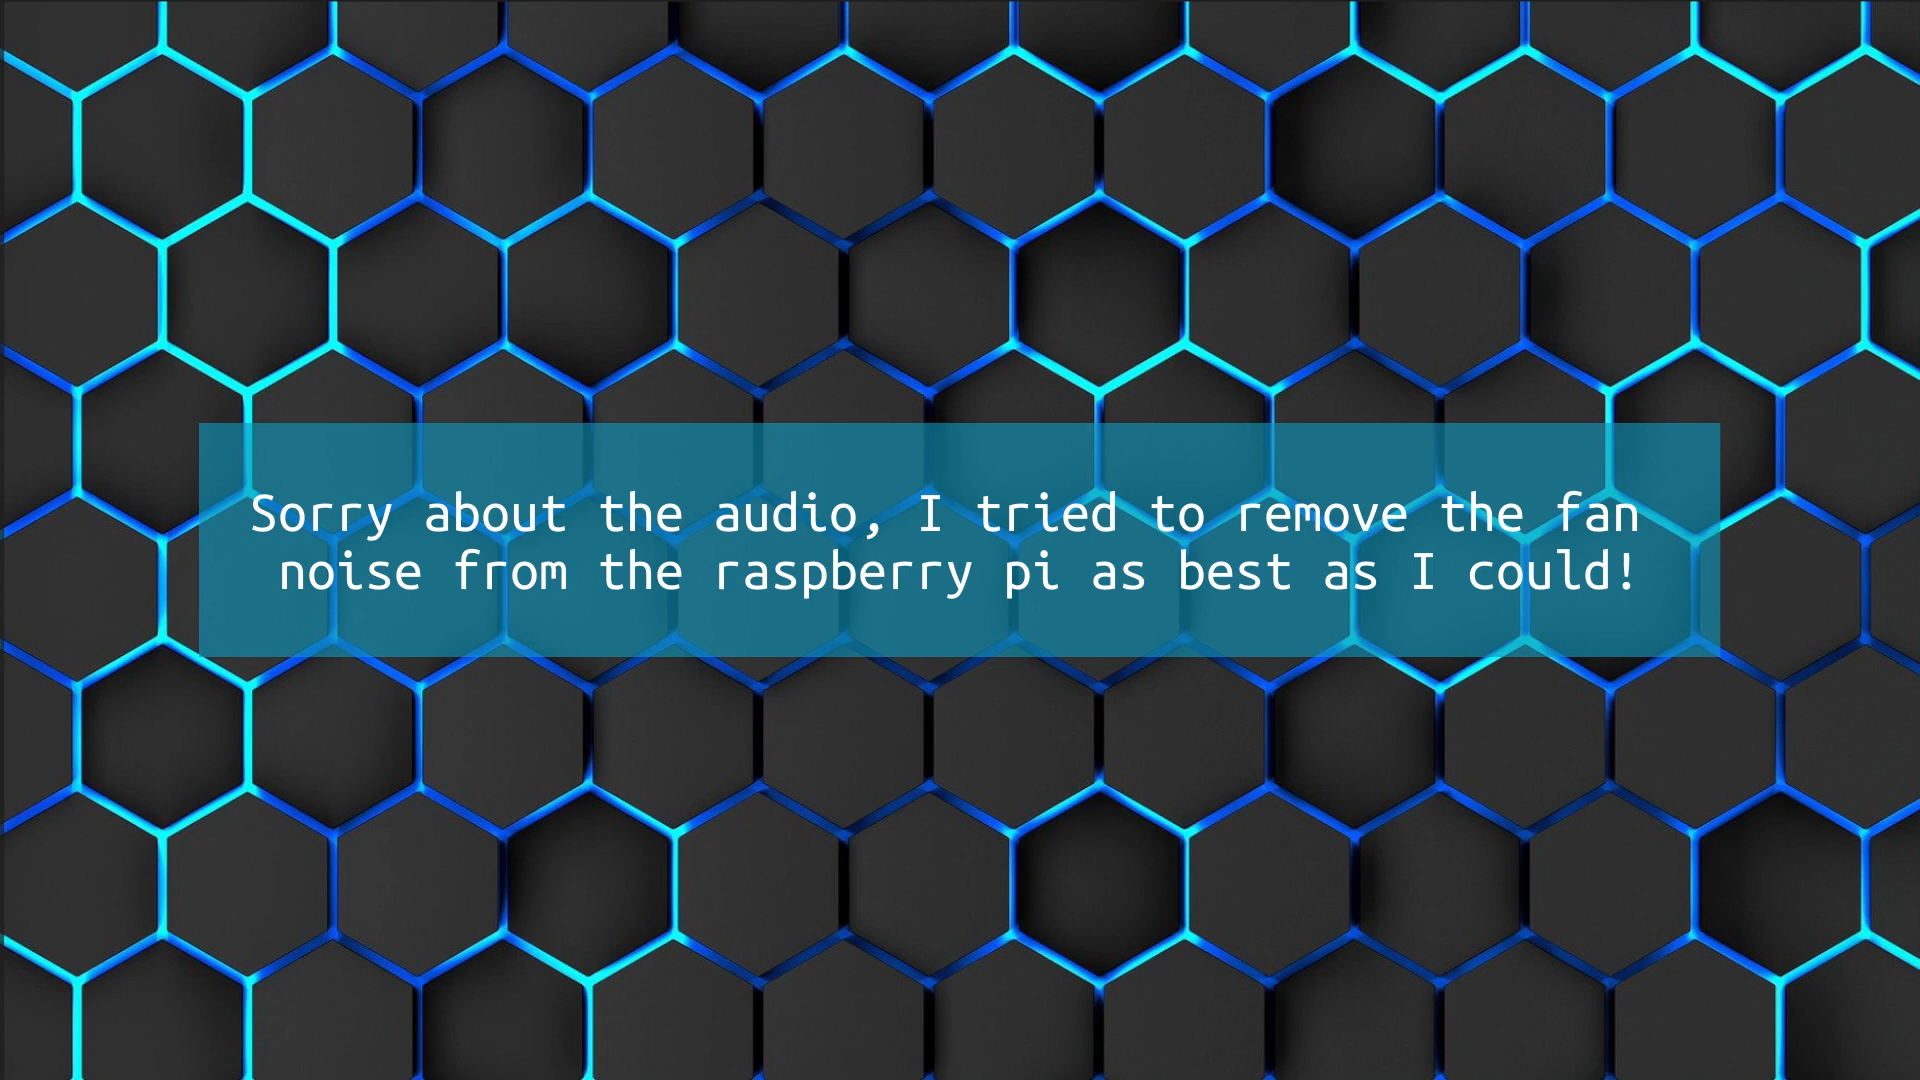 Sorry about the audio, I tried to remove the fan
noise from the raspberry pi as best as I could!